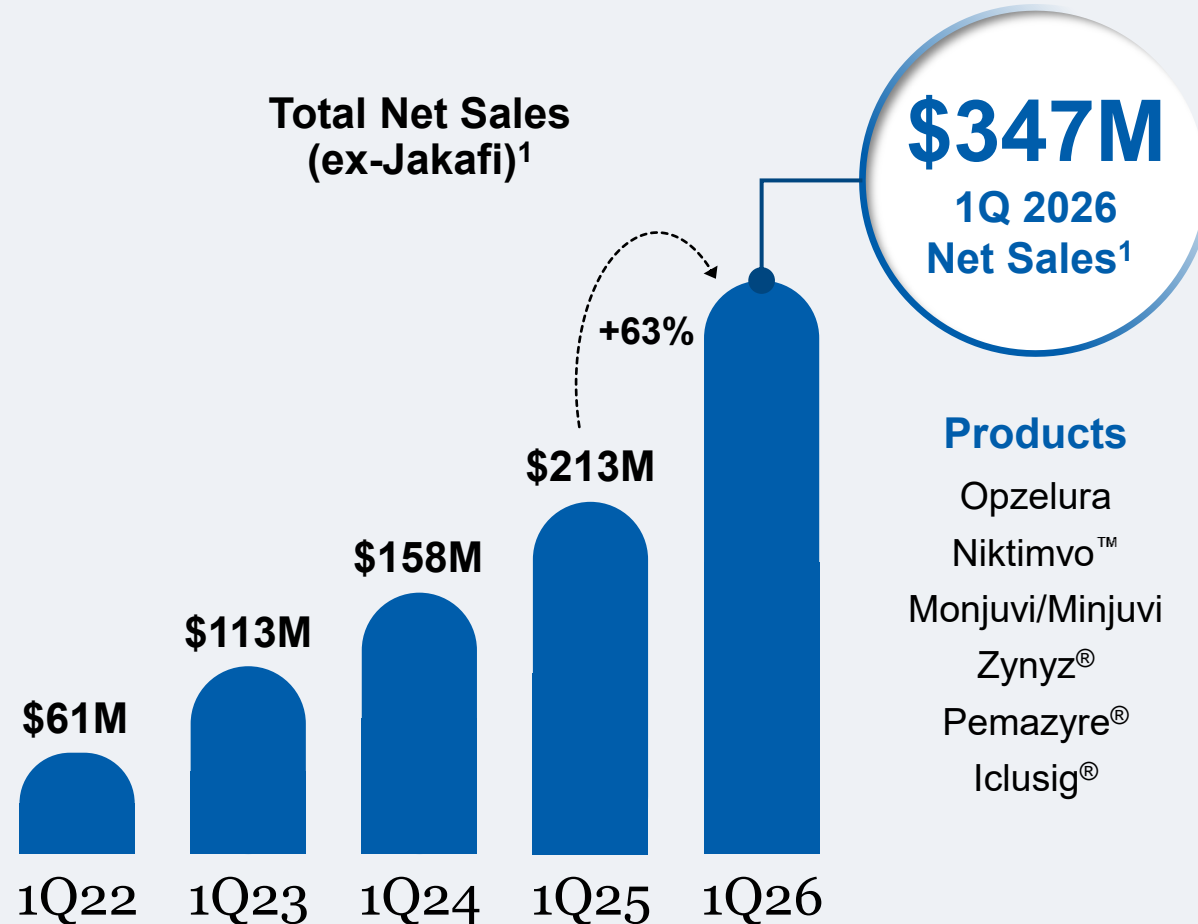 Total Net Sales
(ex-Jakafi)¹
$347M
1Q 2026
Net Sales¹
+63%
$213M
$158M
$113M
$61M
Products
Opzelura
Niktimvo™
Monjuvi/Minjuvi
Zynyz®
Pemazyre®
Iclusig®
1Q22 1Q23 1Q24 1Q25 1Q26